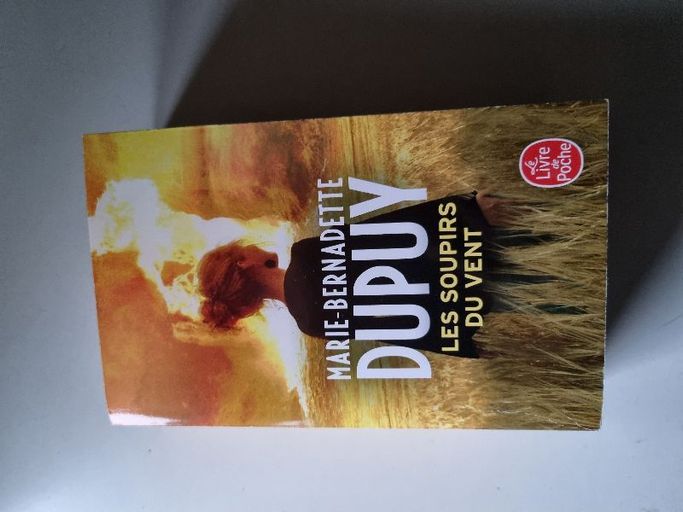 MARIE-BERNADETTE
DUPUY
LES SOUPIRS
DU VENT
Le
Livre
de
Poche